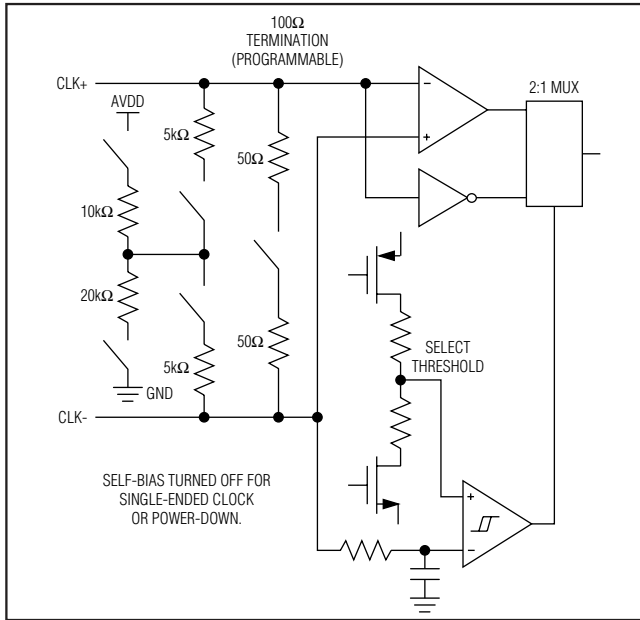 100Ω
TERMINATION
(PROGRAMMABLE)
2:1 MUX
CLK+
AVDD
5kΩ
50Ω
10kΩ
20kΩ
50Ω
5kΩ
GND
SELECT
THRESHOLD
CLK-
SELF-BIAS TURNED OFF FOR
SINGLE-ENDED CLOCK
OR POWER-DOWN.
−
+
+
−